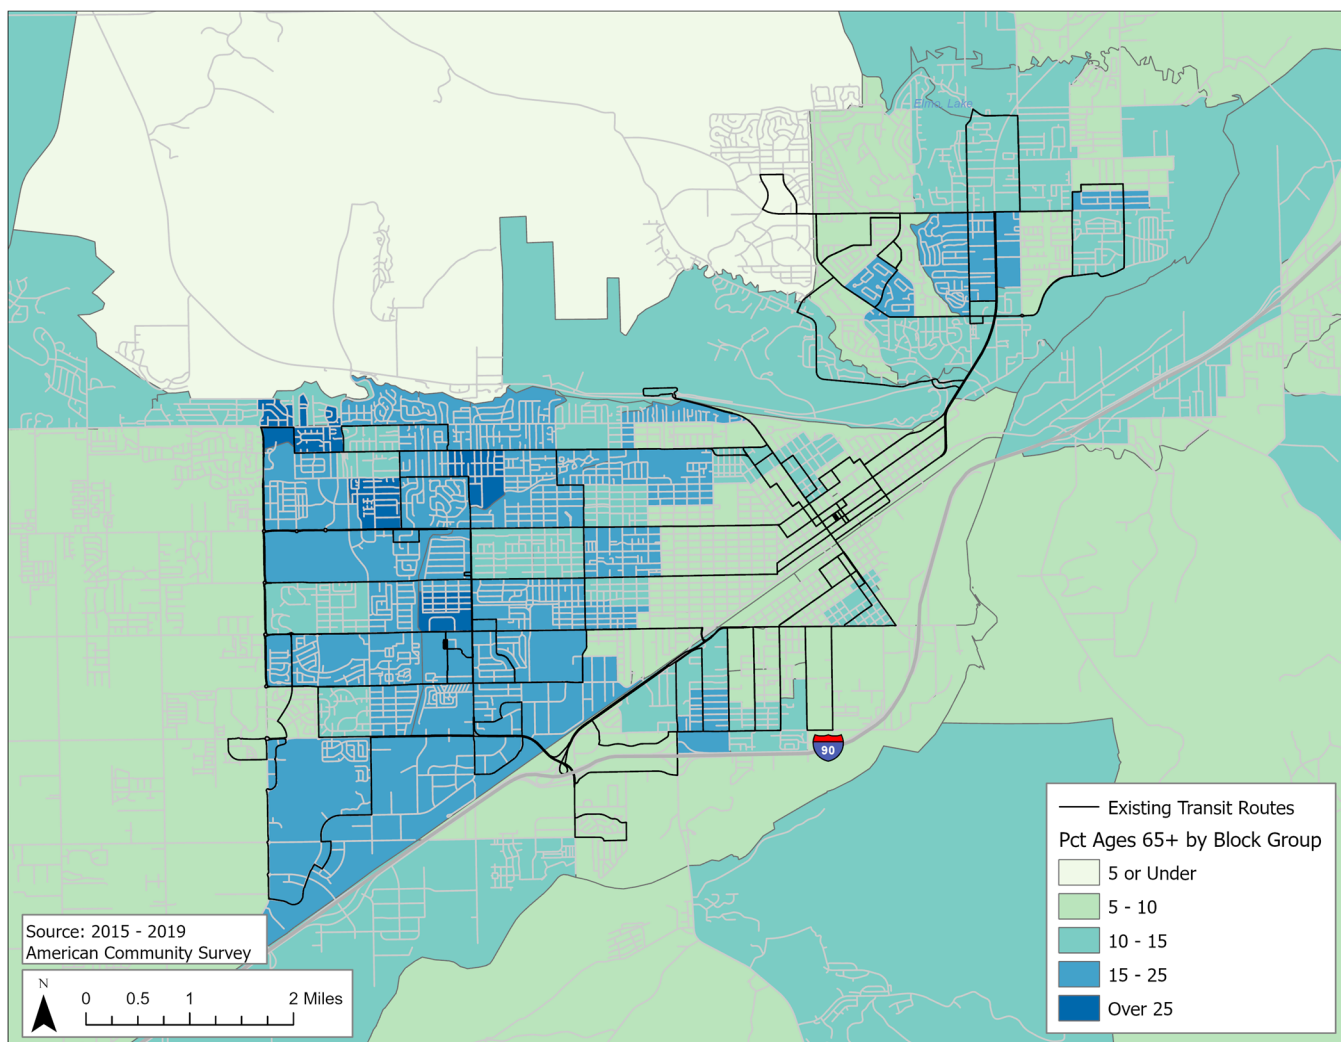 Elmo Lake
90
Existing Transit Routes
Pct Ages 65+ by Block Group
5 or Under
5 - 10
10 - 15
15 - 25
Over 25
Source: 2015 - 2019
American Community Survey
N
0 0.5 1 2 Miles